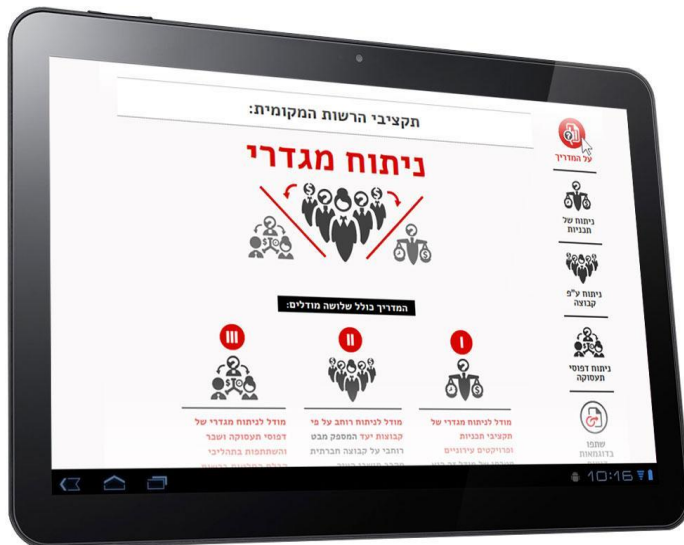 תקציבי הרשות המקומית:
ניתוח מגדרי
המדריך כולל שלושה מודלים:
I
מודל לניתוח מגדרי של
תקציבי תכניות
ופרויקטים עירוניים
II
מודל לניתוח רוחב על פי
קבוצות יעד המספק מבט
רוחבי על קבוצה חברתית
III
מודל לניתוח מגדרי של
דפוסי תעסוקה ושכר
והשתתפות בתהליכי
על המדריך
ניתוח של
תכניות
ניתוח ע"פ
קבוצה
ניתוח דפוסי
תעסוקה
שתפו
בדוגמאות
10:16